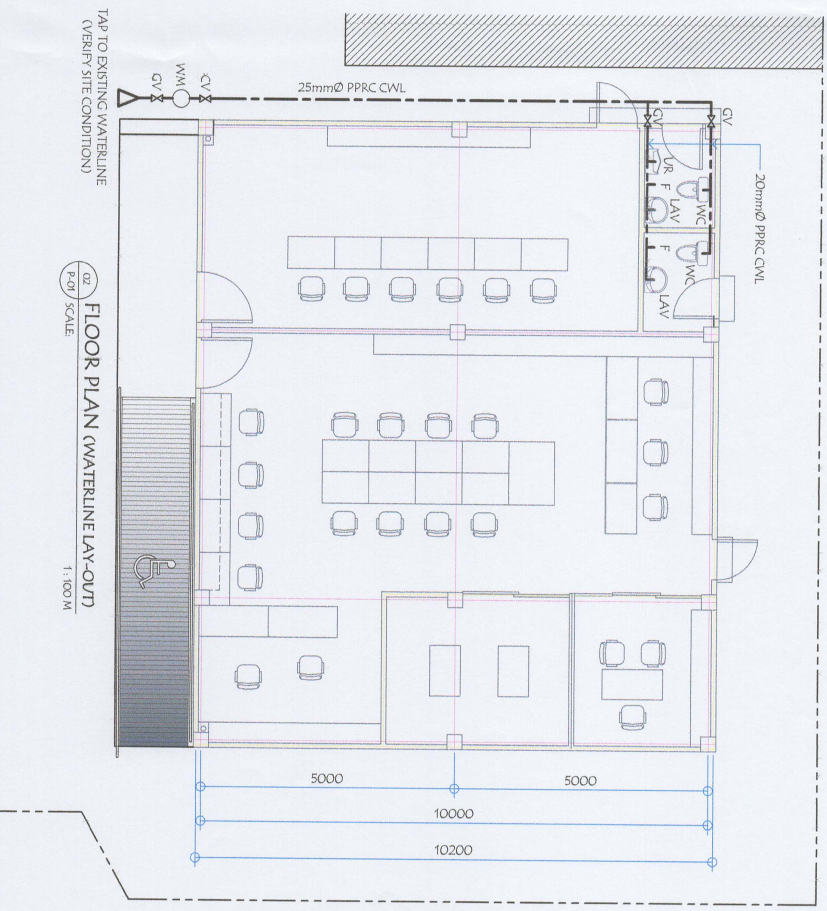 TAP TO EXISTING WATERLINE
(VERIFY SITE CONDITION)
GV
WM
CV
25mmØ PPRC CWL
GV
GV
20mmØ PPRC CWL
UR
F
LAV
WC
F
LAV
WC
02
P-01
FLOOR PLAN (WATERLINE LAY-OUT)
SCALE:
1 : 100 M
5000
5000
10000
10200